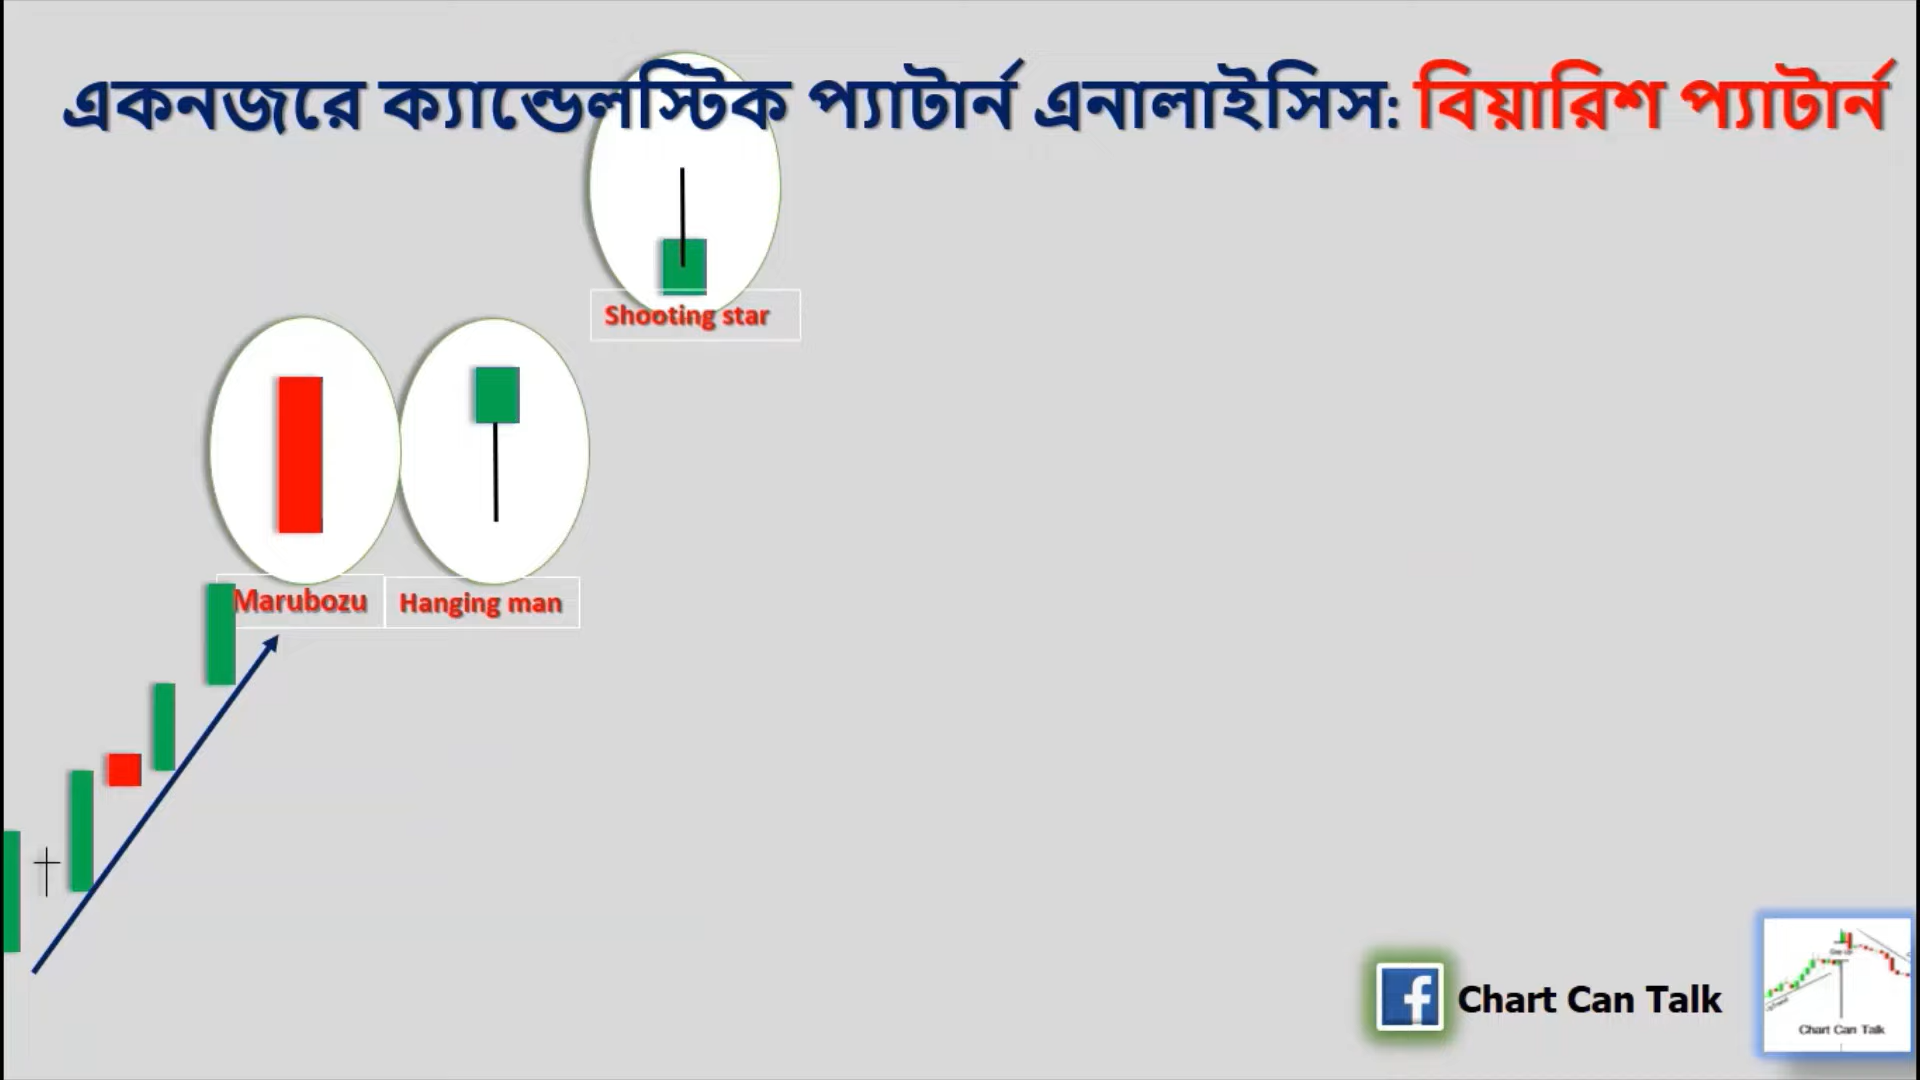 একনজরে ক্যান্ডেলস্টিক প্যাটার্ন এনালাইসিস: বিয়ারিশ প্যাটার্ন
Shooting star
Marubozu
Hanging man
Chart Can Talk
Chart Can Talk